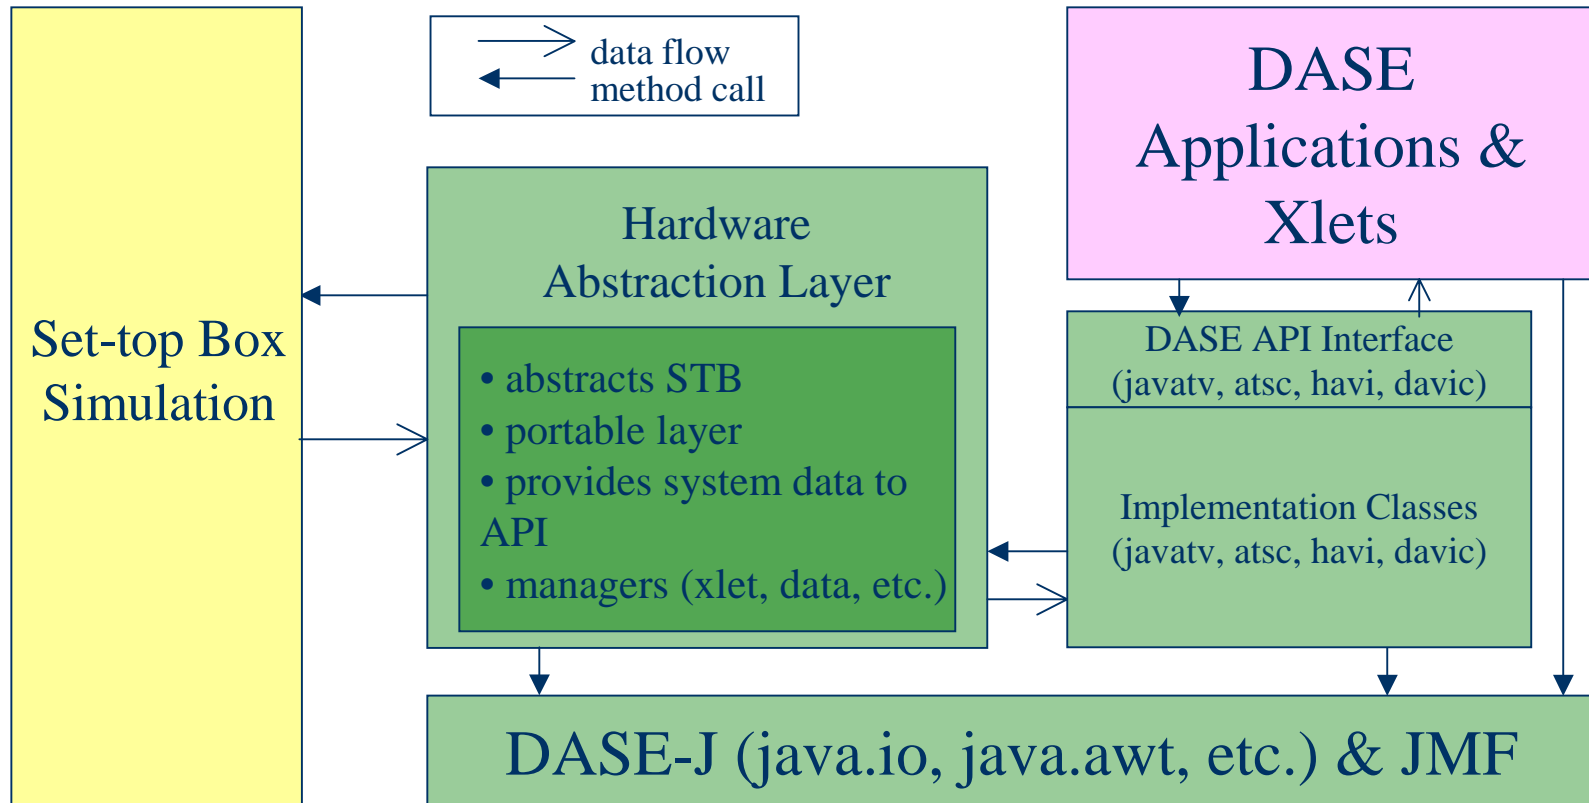 data flow
method call
DASE
Applications &
Xlets
Hardware
Abstraction Layer
Set-top Box
Simulation
• abstracts STB
• portable layer
• provides system data to
API
• managers (xlet, data, etc.)
DASE API Interface
(javatv, atsc, havi, davic)
Implementation Classes
(javatv, atsc, havi, davic)
DASE-J (java.io, java.awt, etc.) & JMF